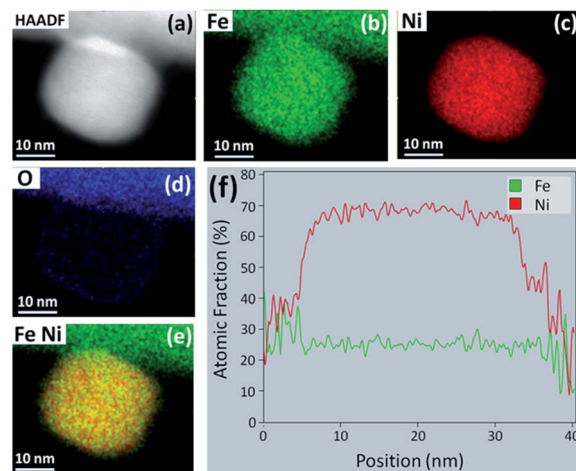 HAADF
(a)
10 nm
Fe
(b)
10 nm
Ni
(c)
10 nm
O
(d)
10 nm
Fe Ni
(e)
10 nm
(f)
Fe
Ni
80
70
60
50
40
30
20
10
0
Atomic Fraction (%)
0
10
20
30
40
Position (nm)